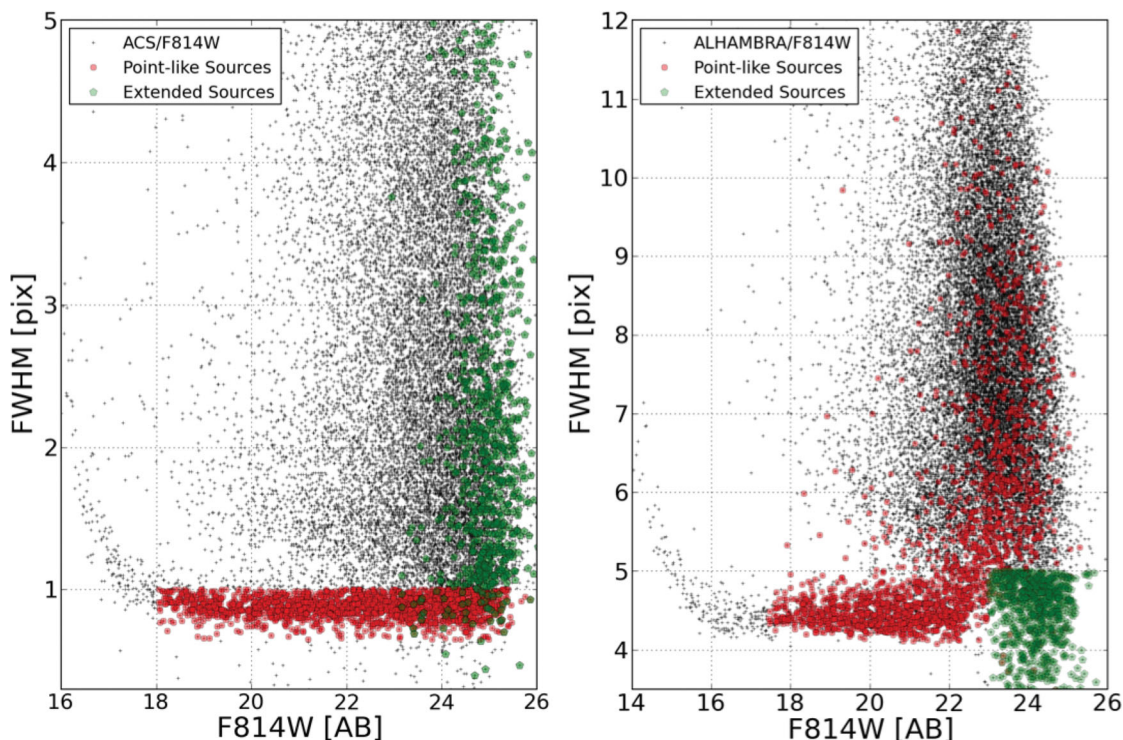 ACS/F814W
Point-like Sources
Extended Sources
5
4
3
2
1
FWHM [pix]
16 18 20 22 24 26
F814W [AB]
ALHAMBRA/F814W
Point-like Sources
Extended Sources
12
11
10
9
8
7
6
5
4
FWHM [pix]
14 16 18 20 22 24 26
F814W [AB]